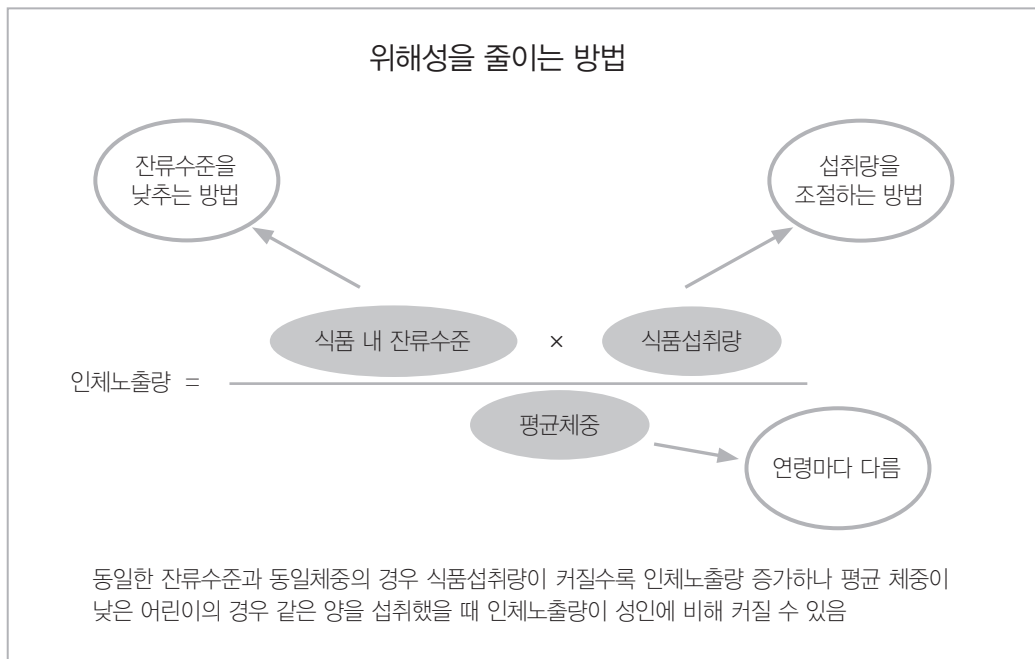 위해성을 줄이는 방법
잔류수준을
낮추는 방법
섭취량을
조절하는 방법
식품 내 잔류수준 × 식품섭취량
인체노출량 =
평균체중
연령마다 다름
동일한 잔류수준과 동일체중의 경우 식품섭취량이 커질수록 인체노출량 증가하나 평균 체중이
낮은 어린이의 경우 같은 양을 섭취했을 때 인체노출량이 성인에 비해 커질 수 있음